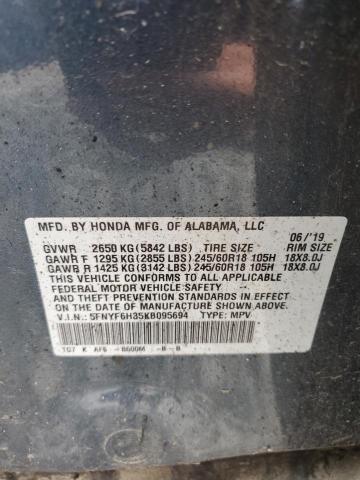 MFD. BY HONDA MFG. OF ALABAMA, LLC 06/'19
GVWR 2650 KG(5842 LBS) TIRE SIZE RIM SIZE
GAWR F 1295 KG(2855 LBS) 245/60R18 105H 18X8.0J
GAWR R 1425 KG(3142 LBS) 245/60R18 105H 18X8.0J
THIS VEHICLE CONFORMS TO ALL APPLICABLE
FEDERAL MOTOR VEHICLE SAFETY AND
THEFT PREVENTION STANDARDS IN EFFECT
ON THE DATE OF MANUFACTURE SHOWN ABOVE.
V.I.N.: 5FNYF6H35KB095694 TYPE: MPV
TG7 K AF6 -B600M -B-B